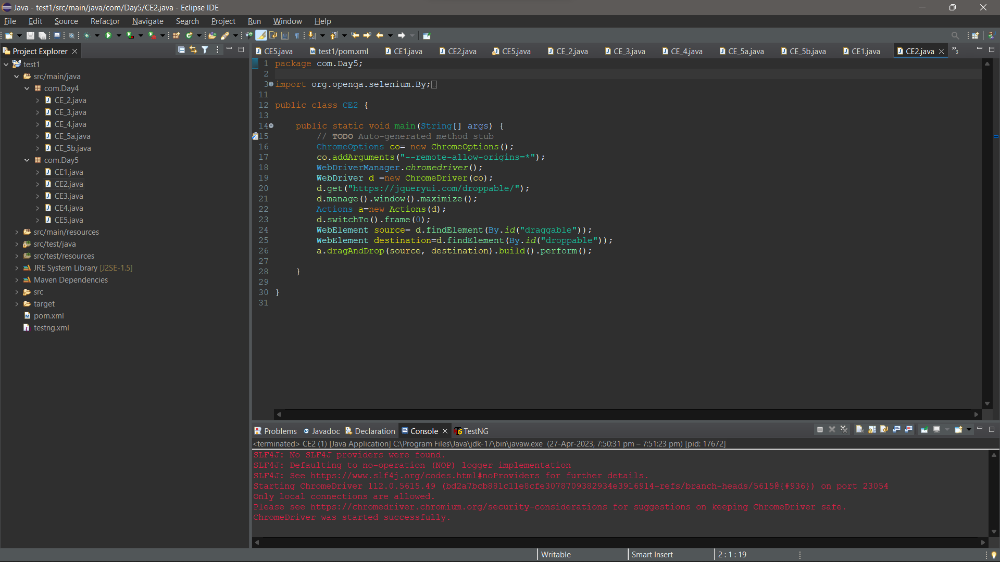 Java - test1/src/main/java/com/Day5/CE2.java - Eclipse IDE
File Edit Source Refactor Navigate Search Project Run Window Help
Project Explorer
test1
src/main/java
com.Day4
CE_2.java
CE_3.java
CE_4.java
CE_5a.java
CE_5b.java
com.Day5
CE1.java
CE2.java
CE3.java
CE4.java
CE5.java
src/main/resources
src/test/java
src/test/resources
JRE System Library [J2SE-1.5]
Maven Dependencies
src
target
pom.xml
testng.xml
CE5.java test1/pom.xml CE1.java CE2.java CE5.java CE_2.java CE_3.java CE_4.java CE_5a.java CE_5b.java CE1.java CE2.java »3
1 package com.Day5;
2
3 import org.openqa.selenium.By;
11
12 public class CE2 {
13
14 public static void main(String[] args) {
15 // TODO Auto-generated method stub
16 ChromeOptions co= new ChromeOptions();
17 co.addArguments("--remote-allow-origins=*");
18 WebDriverManager.chromedriver();
19 WebDriver d =new ChromeDriver(co);
20 d.get("https://jqueryui.com/droppable/");
21 d.manage().window().maximize();
22 Actions a=new Actions(d);
23 d.switchTo().frame(0);
24 WebElement source= d.findElement(By.id("draggable"));
25 WebElement destination=d.findElement(By.id("droppable"));
26 a.dragAndDrop(source, destination).build().perform();
27
28 }
29
30 }
31
Problems Javadoc Declaration Console TestNG
<terminated> CE2 (1) [Java Application] C:\Program Files\Java\jdk-17\bin\javaw.exe (27-Apr-2023, 7:50:31 pm – 7:51:23 pm) [pid: 17672]
SLF4J: No SLF4J providers were found.
SLF4J: Defaulting to no-operation (NOP) logger implementation
SLF4J: See https://www.slf4j.org/codes.html#noProviders for further details.
Starting ChromeDriver 112.0.5615.49 (bd2a7bcb881c11e8cfe3078709382934e3916914-refs/branch-heads/5615@{#936}) on port 23054
Only local connections are allowed.
Please see https://chromedriver.chromium.org/security-considerations for suggestions on keeping ChromeDriver safe.
ChromeDriver was started successfully.
Writable Smart Insert 2 : 1 : 19